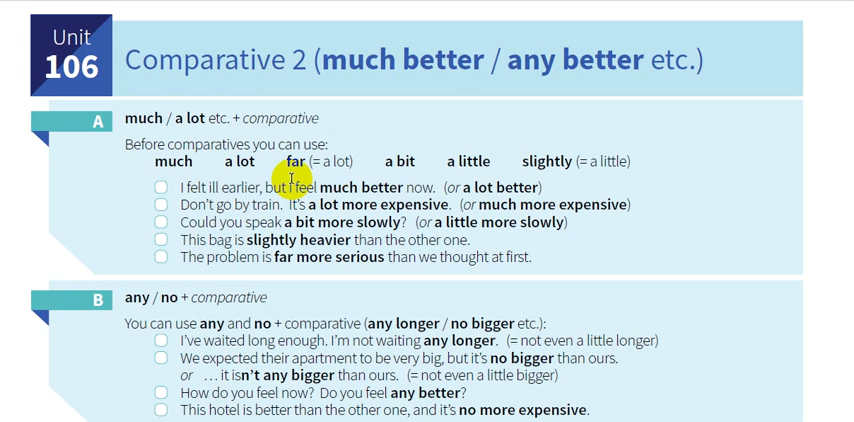 Unit
106
Comparative 2 (much better / any better etc.)
A
much / a lot etc. + comparative
Before comparatives you can use:
much a lot far (= a lot) a bit a little slightly (= a little)
I felt ill earlier, but I feel much better now. (or a lot better)
Don't go by train. It's a lot more expensive. (or much more expensive)
Could you speak a bit more slowly? (or a little more slowly)
This bag is slightly heavier than the other one.
The problem is far more serious than we thought at first.
B
any / no + comparative
You can use any and no + comparative (any longer / no bigger etc.):
I've waited long enough. I'm not waiting any longer. (= not even a little longer)
We expected their apartment to be very big, but it's no bigger than ours.
or … it isn't any bigger than ours. (= not even a little bigger)
How do you feel now? Do you feel any better?
This hotel is better than the other one, and it's no more expensive.